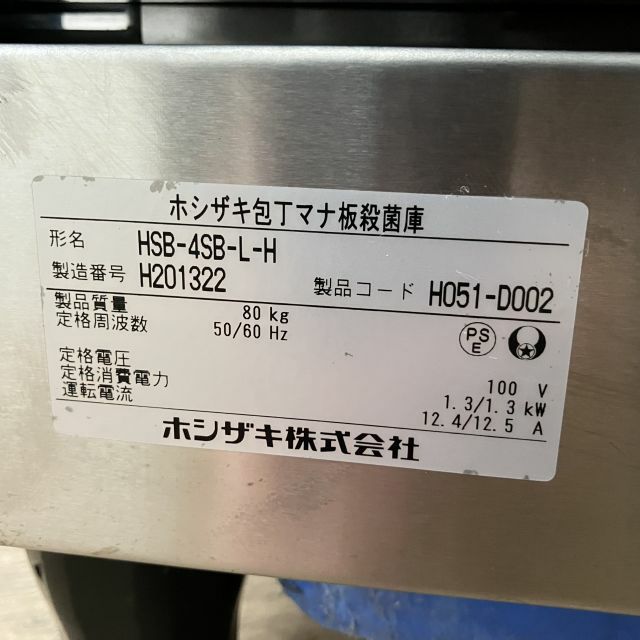 ホシザキ包丁マナ板殺菌庫
形名 HSB-4SB-L-H
製造番号 H201322 製品コード H051-D002
製品質量 80 kg
定格周波数 50/60 Hz
PS
E
定格電圧 100 V
定格消費電力 1.3/1.3 kW
運転電流 12.4/12.5 A
ホシザキ株式会社